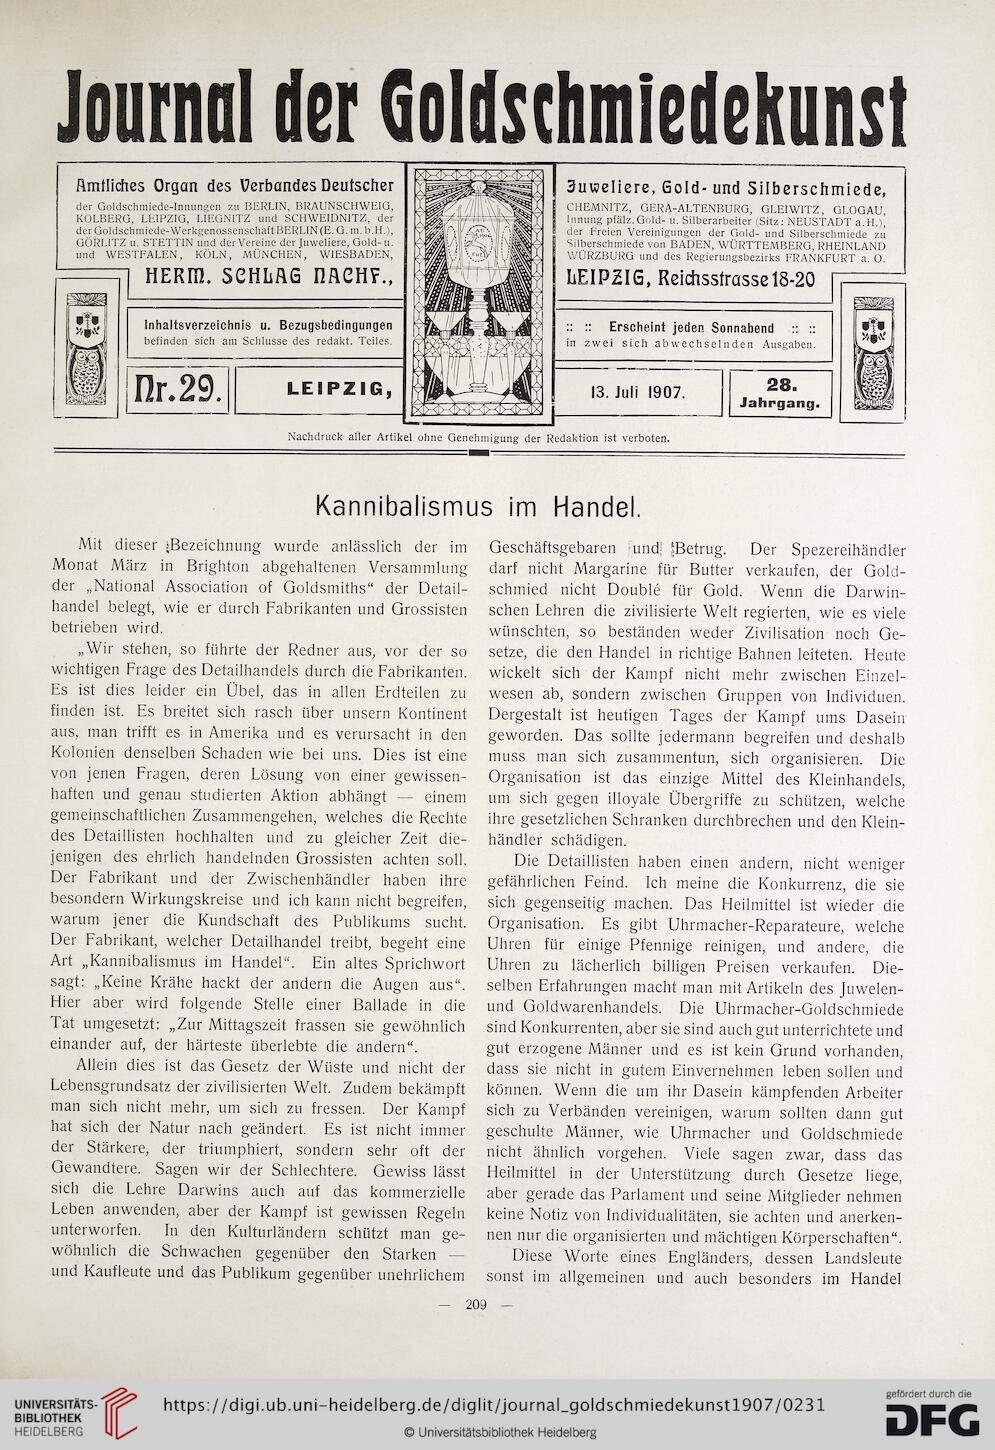 Journal der Goldschmiedekunst
Amtliches Organ des Verbandes Deutscher
der Goldschmiede-Innungen zu BERLIN, BRAUNSCHWEIG,
KOLBERG, LEIPZIG, LIEGNITZ und SCHWEIDNITZ, der
der Goldschmiede-Werkgenossenschaft BERLIN (E. G. m. b. H.),
GÖRLITZ u. STETTIN und der Vereine der Juweliere, Gold- u.
und WESTFALEN, KÖLN, MÜNCHEN, WIESBADEN,
HERM. SCHLAG NACHF.,
Juweliere, Gold- und Silberschmiede,
CHEMNITZ, GERA-ALTENBURG, GLEIWITZ, GLOGAU,
Innung pfälz. Gold- u. Silberarbeiter (Sitz: NEUSTADT a. H.),
der Freien Vereinigungen der Gold- und Silberschmiede zu
Silberschmiede von BADEN, WÜRTTEMBERG, RHEINLAND
WÜRZBURG und des Regierungsbezirks FRANKFURT a. O.
LEIPZIG, Reichsstrasse 18-20
Inhaltsverzeichnis u. Bezugsbedingungen
befinden sich am Schlusse des redakt. Teiles.
:: :: Erscheint jeden Sonnabend :: ::
in zwei sich abwechselnden Ausgaben.
Nr. 29.
LEIPZIG,
13. Juli 1907.
28.
Jahrgang.
Nachdruck aller Artikel ohne Genehmigung der Redaktion ist verboten.
Kannibalismus im Handel.
Mit dieser Bezeichnung wurde anlässlich der im
Monat März in Brighton abgehaltenen Versammlung
der „National Association of Goldsmiths“ der Detail-
handel belegt, wie er durch Fabrikanten und Grossisten
betrieben wird.
„Wir stehen, so führte der Redner aus, vor der so
wichtigen Frage des Detailhandels durch die Fabrikanten.
Es ist dies leider ein Übel, das in allen Erdteilen zu
finden ist. Es breitet sich rasch über unsern Kontinent
aus, man trifft es in Amerika und es verursacht in den
Kolonien denselben Schaden wie bei uns. Dies ist eine
von jenen Fragen, deren Lösung von einer gewissen-
haften und genau studierten Aktion abhängt — einem
gemeinschaftlichen Zusammengehen, welches die Rechte
des Detaillisten hochhalten und zu gleicher Zeit die-
jenigen des ehrlich handelnden Grossisten achten soll.
Der Fabrikant und der Zwischenhändler haben ihre
besondern Wirkungskreise und ich kann nicht begreifen,
warum jener die Kundschaft des Publikums sucht.
Der Fabrikant, welcher Detailhandel treibt, begeht eine
Art „Kannibalismus im Handel“. Ein altes Sprichwort
sagt: „Keine Krähe hackt der andern die Augen aus“.
Hier aber wird folgende Stelle einer Ballade in die
Tat umgesetzt: „Zur Mittagszeit frassen sie gewöhnlich
einander auf, der härteste überlebte die andern“.
Allein dies ist das Gesetz der Wüste und nicht der
Lebensgrundsatz der zivilisierten Welt. Zudem bekämpft
man sich nicht mehr, um sich zu fressen. Der Kampf
hat sich der Natur nach geändert. Es ist nicht immer
der Stärkere, der triumphiert, sondern sehr oft der
Gewandtere. Sagen wir der Schlechtere. Gewiss lässt
sich die Lehre Darwins auch auf das kommerzielle
Leben anwenden, aber der Kampf ist gewissen Regeln
unterworfen. In den Kulturländern schützt man ge-
wöhnlich die Schwachen gegenüber den Starken —
und Kaufleute und das Publikum gegenüber unehrlichem
Geschäftsgebaren und Betrug. Der Spezereihändler
darf nicht Margarine für Butter verkaufen, der Gold-
schmied nicht Doublé für Gold. Wenn die Darwin-
schen Lehren die zivilisierte Welt regierten, wie es viele
wünschten, so beständen weder Zivilisation noch Ge-
setze, die den Handel in richtige Bahnen leiteten. Heute
wickelt sich der Kampf nicht mehr zwischen Einzel-
wesen ab, sondern zwischen Gruppen von Individuen.
Dergestalt ist heutigen Tages der Kampf ums Dasein
geworden. Das sollte jedermann begreifen und deshalb
muss man sich zusammentun, sich organisieren. Die
Organisation ist das einzige Mittel des Kleinhandels,
um sich gegen illoyale Übergriffe zu schützen, welche
ihre gesetzlichen Schranken durchbrechen und den Klein-
händler schädigen.
Die Detaillisten haben einen andern, nicht weniger
gefährlichen Feind. Ich meine die Konkurrenz, die sie
sich gegenseitig machen. Das Heilmittel ist wieder die
Organisation. Es gibt Uhrmacher-Reparateure, welche
Uhren für einige Pfennige reinigen, und andere, die
Uhren zu lächerlich billigen Preisen verkaufen. Die-
selben Erfahrungen macht man mit Artikeln des Juwelen-
und Goldwarenhandels. Die Uhrmacher-Goldschmiede
sind Konkurrenten, aber sie sind auch gut unterrichtete und
gut erzogene Männer und es ist kein Grund vorhanden,
dass sie nicht in gutem Einvernehmen leben sollen und
können. Wenn die um ihr Dasein kämpfenden Arbeiter
sich zu Verbänden vereinigen, warum sollten dann gut
geschulte Männer, wie Uhrmacher und Goldschmiede
nicht ähnlich vorgehen. Viele sagen zwar, dass das
Heilmittel in der Unterstützung durch Gesetze liege,
aber gerade das Parlament und seine Mitglieder nehmen
keine Notiz von Individualitäten, sie achten und anerken-
nen nur die organisierten und mächtigen Körperschaften“.
Diese Worte eines Engländers, dessen Landsleute
sonst im allgemeinen und auch besonders im Handel
— 209 —
UNIVERSITÄTS-
BIBLIOTHEK
HEIDELBERG
https://digi.ub.uni-heidelberg.de/diglit/journal_goldschmiedekunst1907/0231
© Universitätsbibliothek Heidelberg
gefördert durch die
DFG